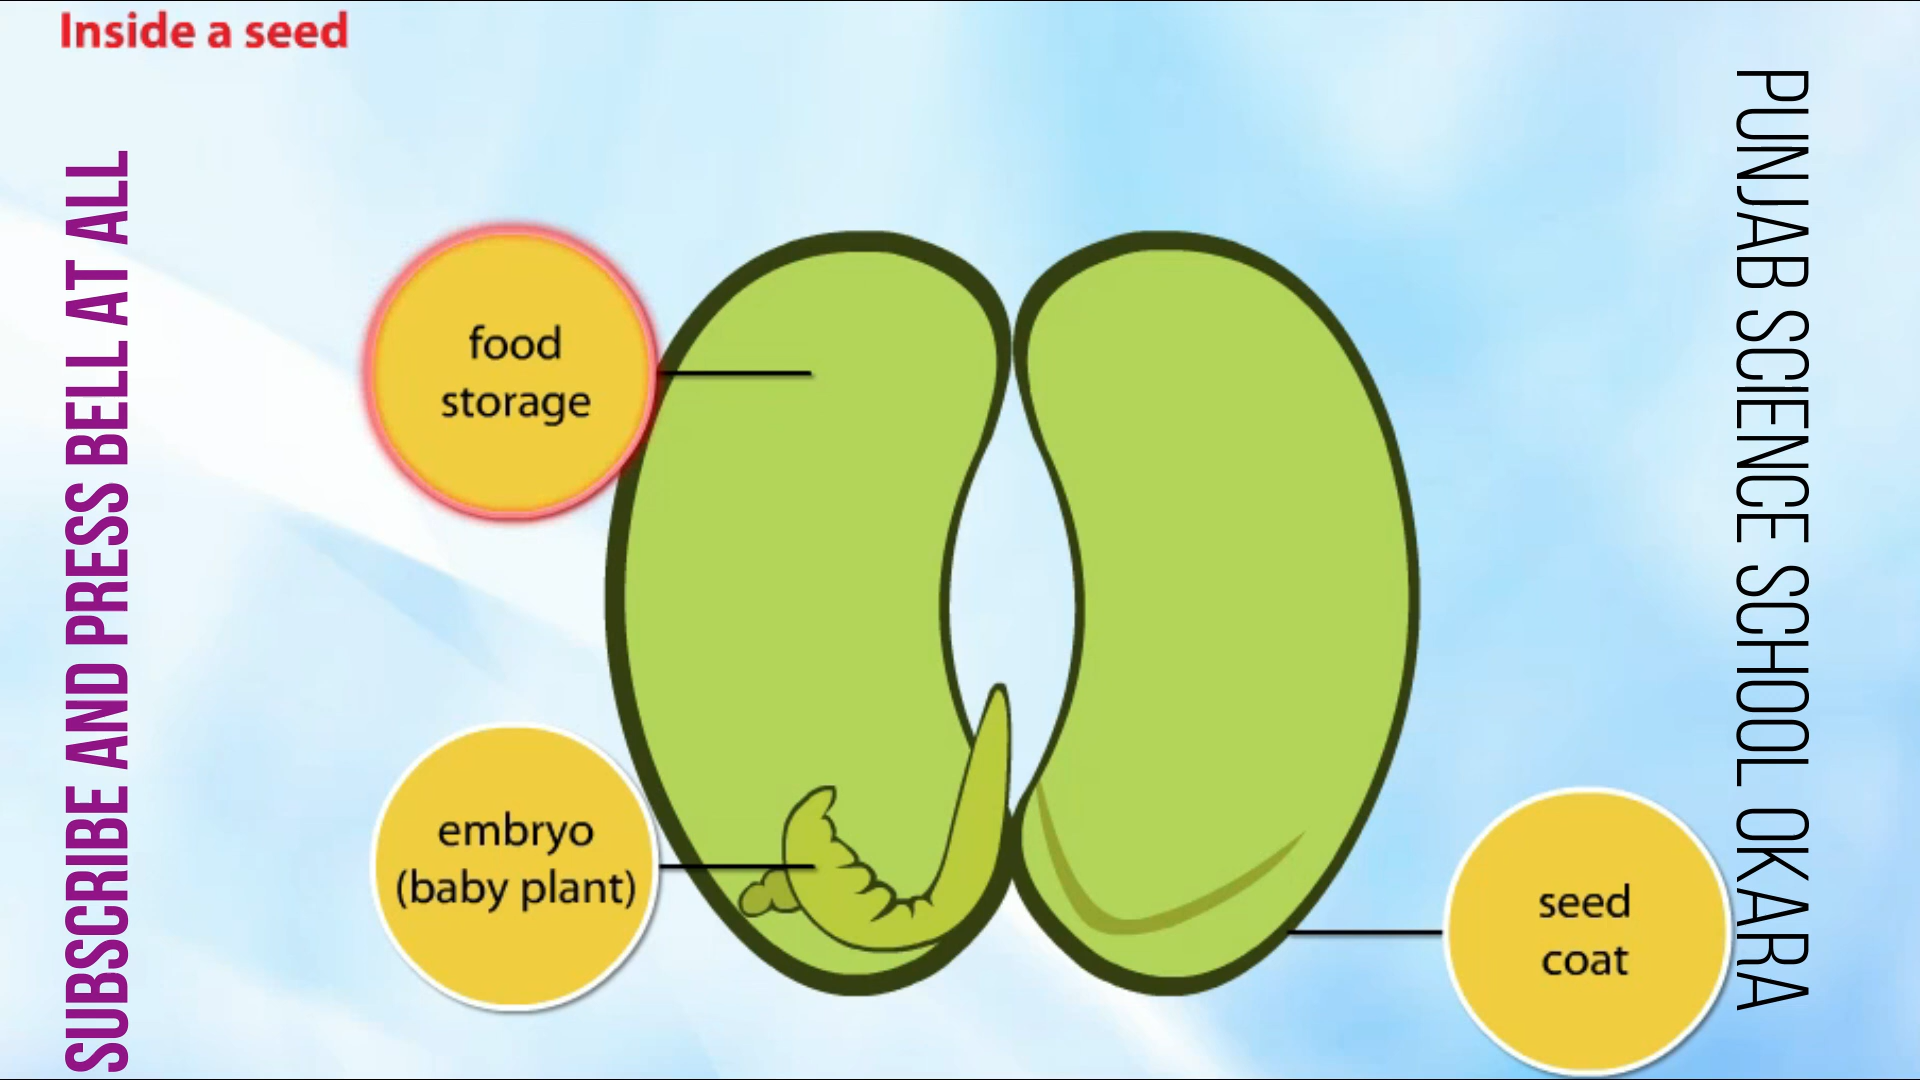 Inside a seed
SUBSCRIBE AND PRESS BELL AT ALL
food
storage
embryo
(baby plant)
seed
coat
PUNJAB SCIENCE SCHOOL OKARA